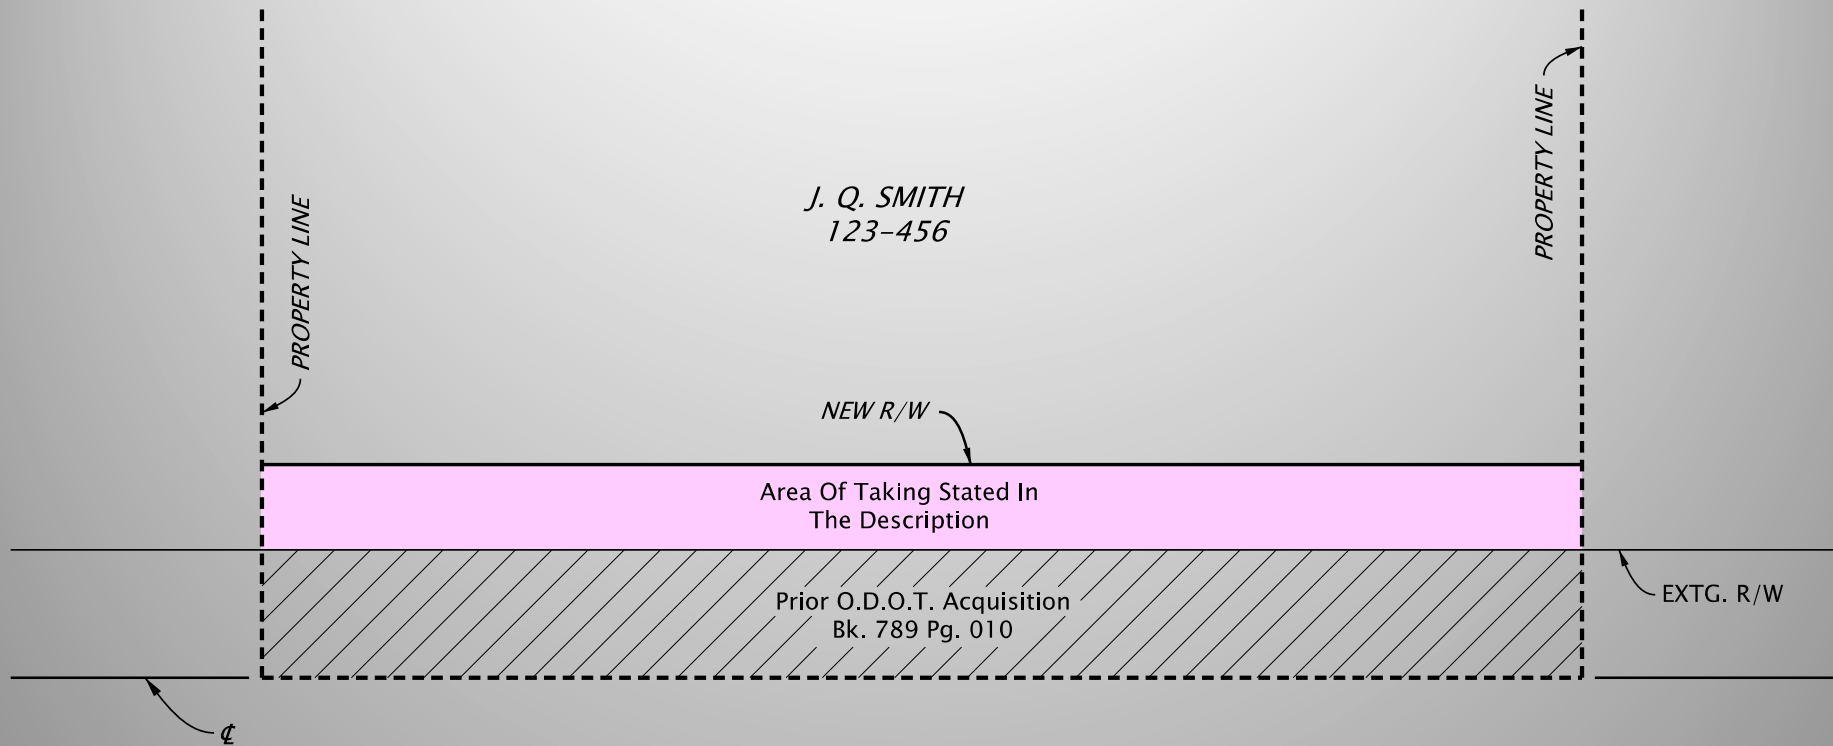 PROPERTY LINE
PROPERTY LINE
J. Q. SMITH
123-456
NEW R/W
Area Of Taking Stated In
The Description
Prior O.D.O.T. Acquisition
Bk. 789 Pg. 010
EXTG. R/W
℄